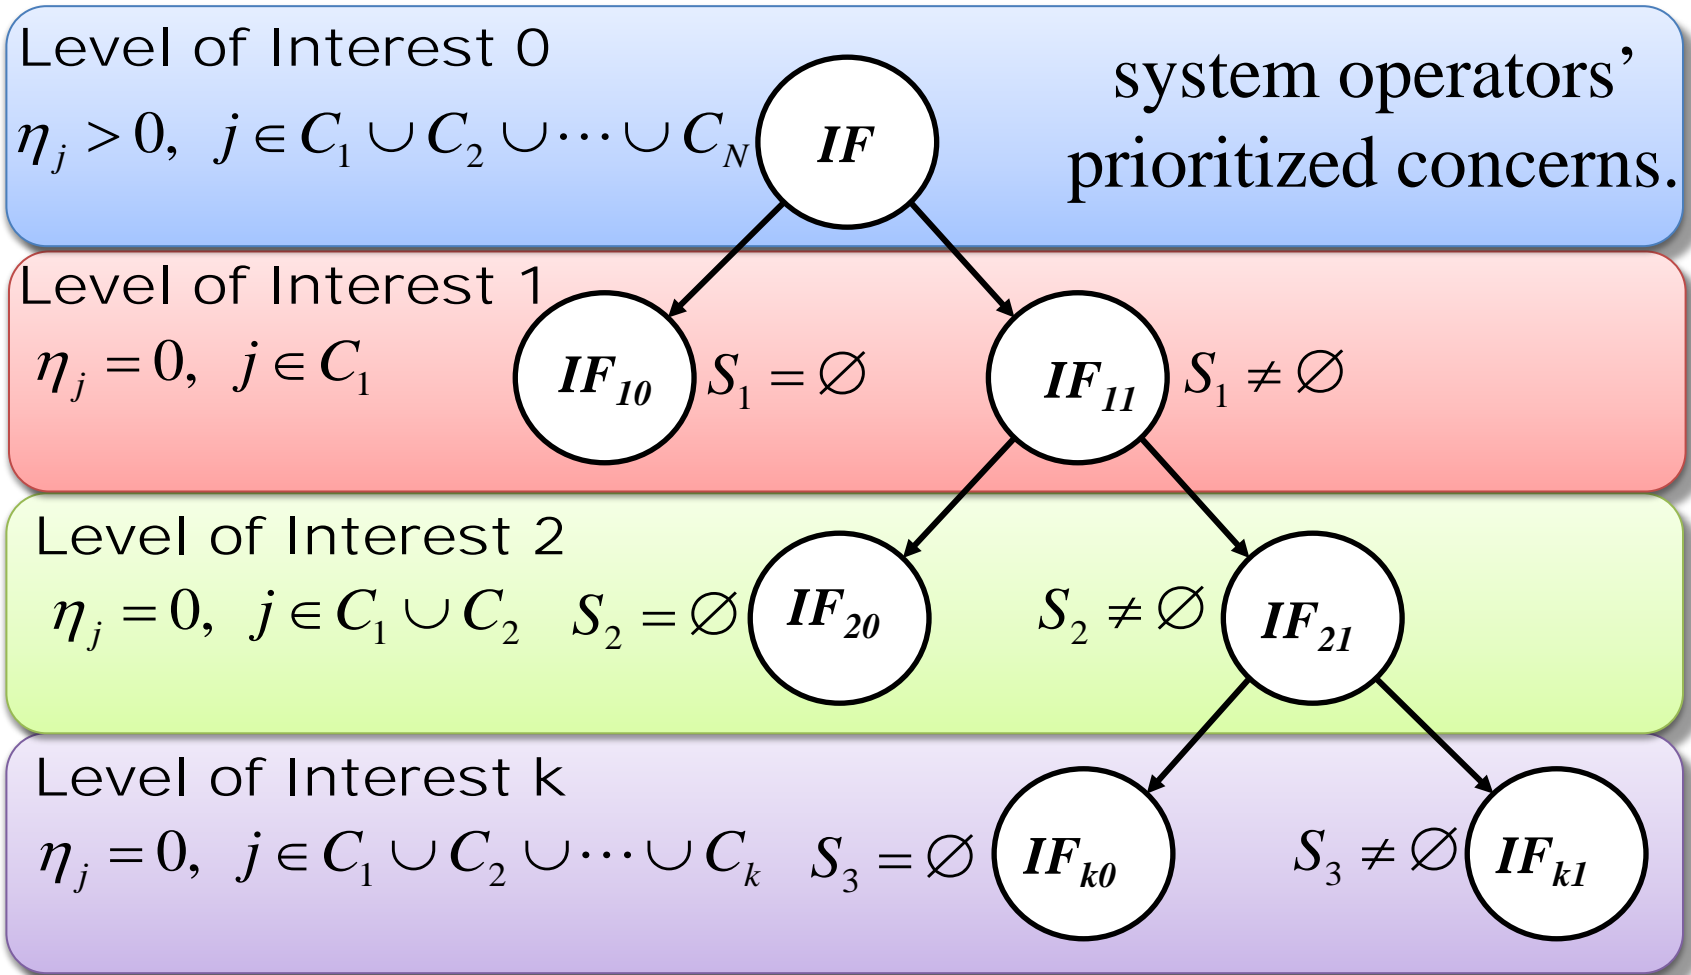 Level of Interest 0
system operators’
prioritized concerns.
η_j > 0, j ∈ C_1 ∪ C_2 ∪ ⋯ ∪ C_N
IF
Level of Interest 1
η_j = 0, j ∈ C_1
IF_10
S_1 = ∅
IF_11
S_1 ≠ ∅
Level of Interest 2
η_j = 0, j ∈ C_1 ∪ C_2
S_2 = ∅
IF_20
S_2 ≠ ∅
IF_21
Level of Interest k
η_j = 0, j ∈ C_1 ∪ C_2 ∪ ⋯ ∪ C_k
S_3 = ∅
IF_k0
S_3 ≠ ∅
IF_k1